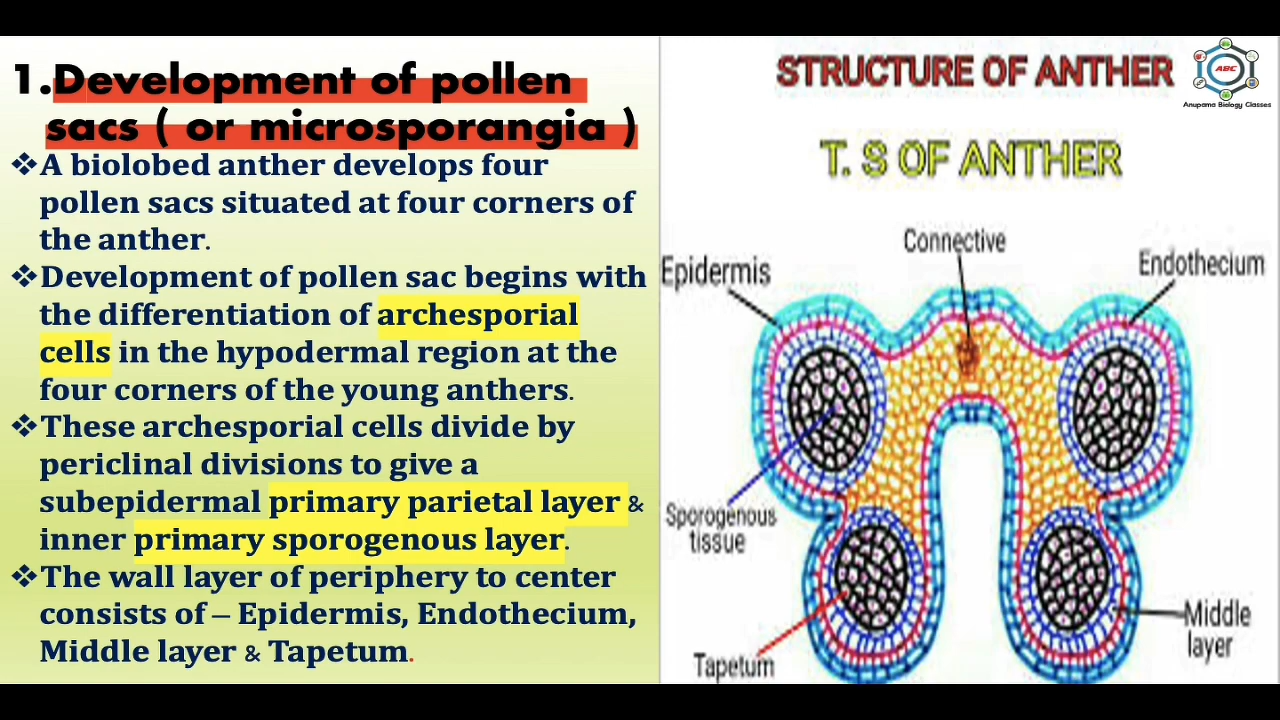 1.Development of pollen
sacs ( or microsporangia )
❖A biolobed anther develops four
pollen sacs situated at four corners of
the anther.
❖Development of pollen sac begins with
the differentiation of archesporial
cells in the hypodermal region at the
four corners of the young anthers.
❖These archesporial cells divide by
periclinal divisions to give a
subepidermal primary parietal layer &
inner primary sporogenous layer.
❖The wall layer of periphery to center
consists of – Epidermis, Endothecium,
Middle layer & Tapetum.
STRUCTURE OF ANTHER
ABC
Anupama Biology Classes
T. S OF ANTHER
Connective
Epidermis
Endothecium
Sporogenous
tissue
Middle
layer
Tapetum